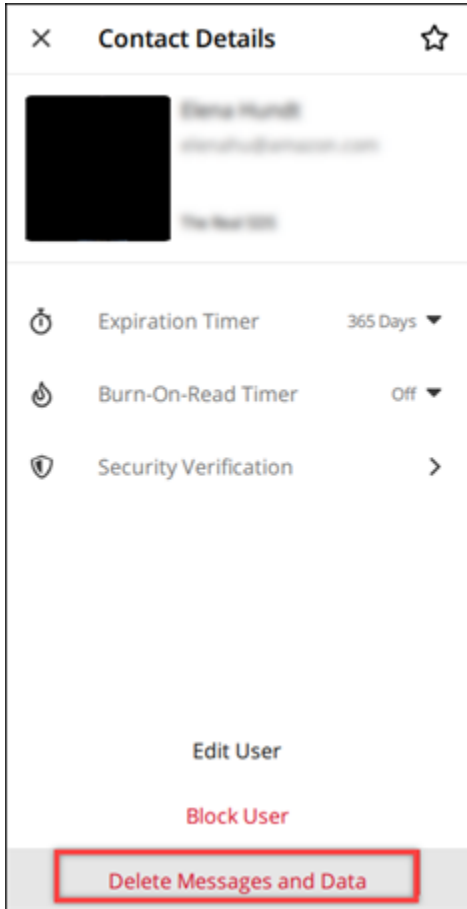 Contact Details
Expiration Timer 365 Days
Burn-On-Read Timer Off
Security Verification
Edit User
Block User
Delete Messages and Data